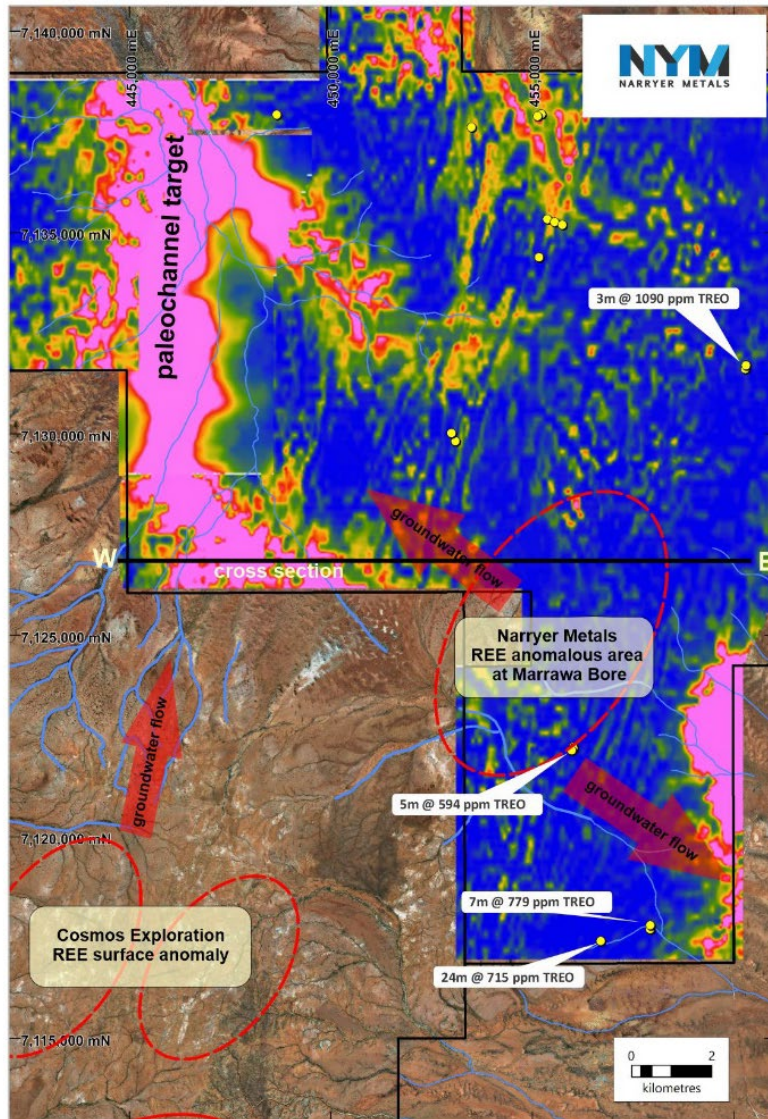 7,140,000 mN
445,000 mE
450,000 mE
455,000 mE
NYM
NARRYER METALS
paleochannel target
7,135,000 mN
3m @ 1090 ppm TREO
7,130,000 mN
groundwater flow
W
E
cross section
7,125,000 mN
Narryer Metals
REE anomalous area
at Marrawa Bore
groundwater flow
5m @ 594 ppm TREO
groundwater flow
7,120,000 mN
7m @ 779 ppm TREO
Cosmos Exploration
REE surface anomaly
24m @ 715 ppm TREO
7,115,000 mN
0 2
kilometres